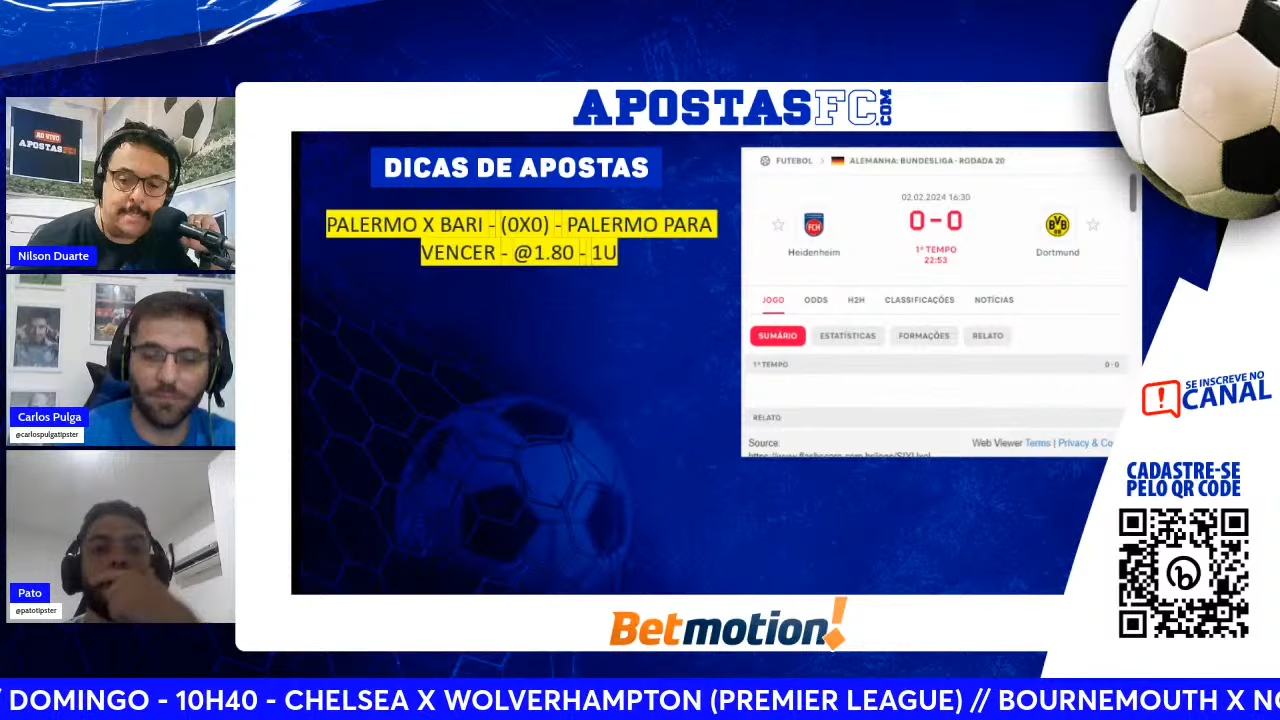 AO VIVO
APOSTASFC!
Nilson Duarte
Carlos Pulga
@carlospulgatipster
Pato
@patotipster
APOSTASFC.COM
DICAS DE APOSTAS
PALERMO X BARI - (0X0) - PALERMO PARA
VENCER - @1.80 - 1U
FUTEBOL > ALEMANHA: BUNDESLIGA - RODADA 20
02.02.2024 16:30
0-0
Heidenheim
1º TEMPO
22:53
Dortmund
JOGO ODDS H2H CLASSIFICAÇÕES NOTÍCIAS
SUMÁRIO ESTATÍSTICAS FORMAÇÕES RELATO
1º TEMPO 0-0
RELATO
Source: Web Viewer Terms | Privacy & Co
SE INSCREVE NO
CANAL
CADASTRE-SE
PELO QR CODE
Betmotion!
/ DOMINGO - 10H40 - CHELSEA X WOLVERHAMPTON (PREMIER LEAGUE) // BOURNEMOUTH X NO